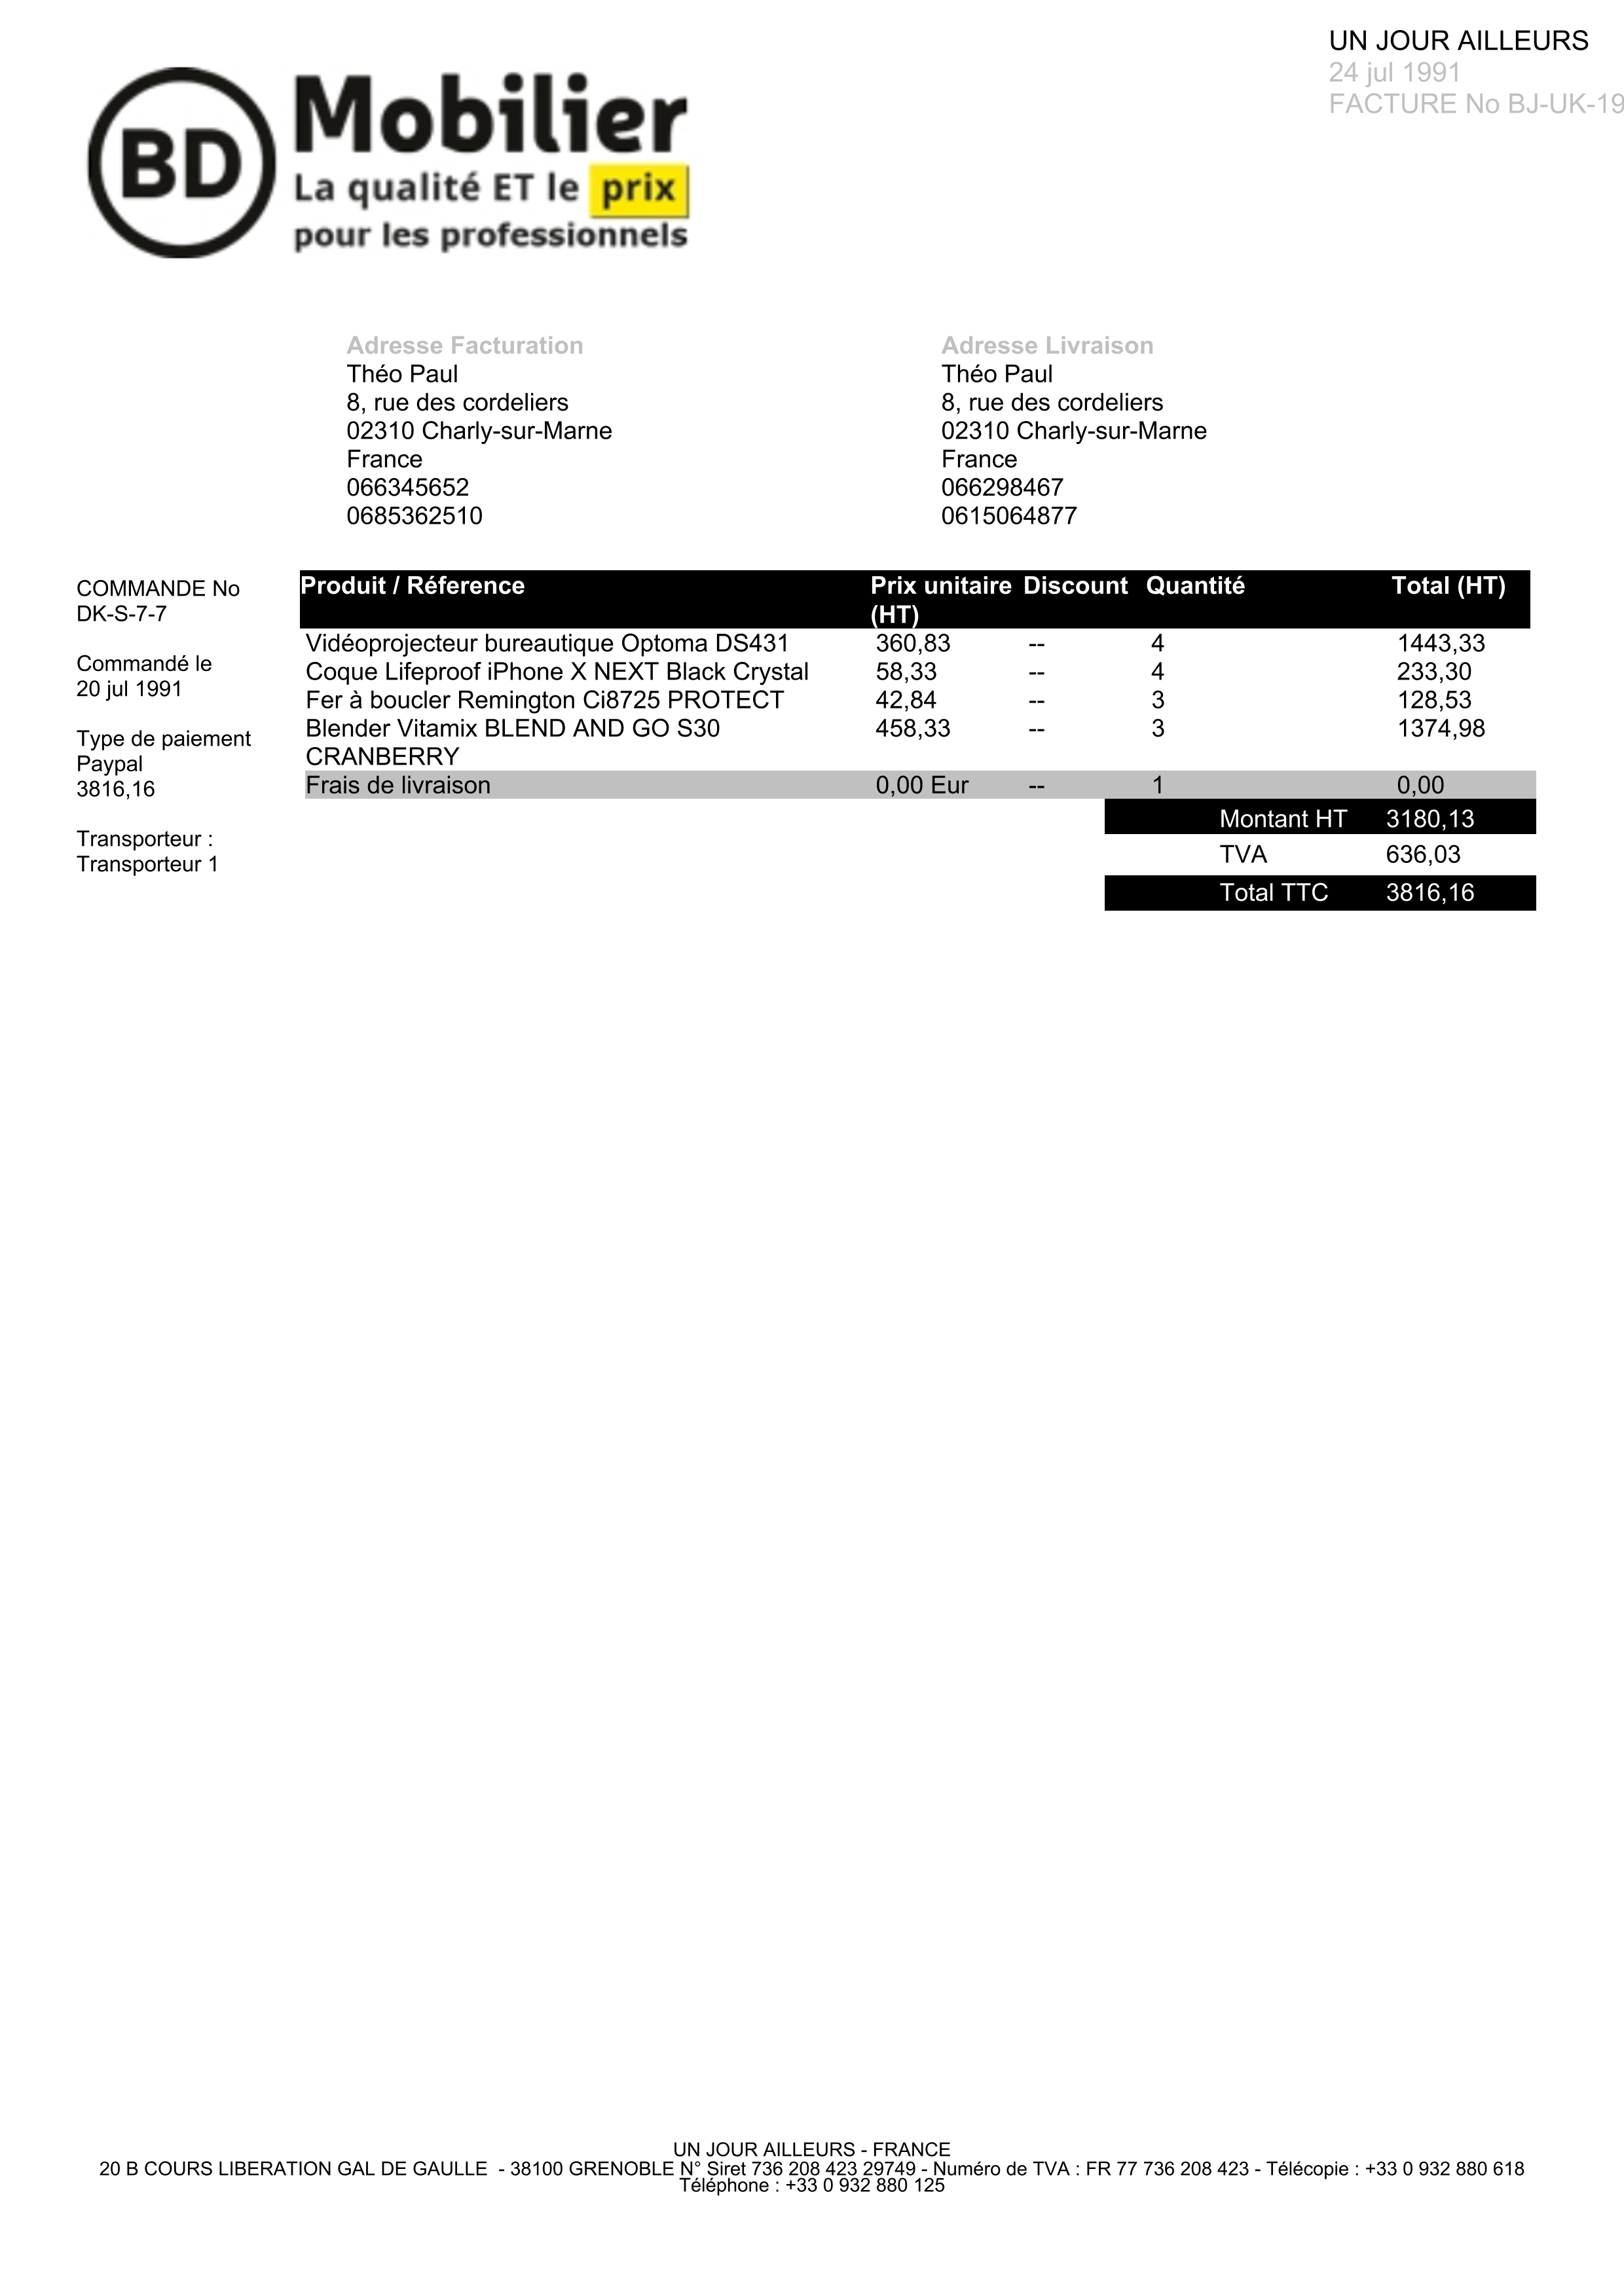 UN JOUR AILLEURS
24 jul 1991
FACTURE No BJ-UK-19
BD
Mobilier
La qualité ET le prix
pour les professionnels
Adresse Facturation
Théo Paul
8, rue des cordeliers
02310 Charly-sur-Marne
France
066345652
0685362510
Adresse Livraison
Théo Paul
8, rue des cordeliers
02310 Charly-sur-Marne
France
066298467
0615064877
COMMANDE No
DK-S-7-7
Commandé le
20 jul 1991
Type de paiement
Paypal
3816,16
Transporteur :
Transporteur 1
Produit / Réference Prix unitaire (HT) Discount Quantité Total (HT)
Vidéoprojecteur bureautique Optoma DS431 360,83 -- 4 1443,33
Coque Lifeproof iPhone X NEXT Black Crystal 58,33 -- 4 233,30
Fer à boucler Remington Ci8725 PROTECT 42,84 -- 3 128,53
Blender Vitamix BLEND AND GO S30 458,33 -- 3 1374,98
CRANBERRY
Frais de livraison 0,00 Eur -- 1 0,00
Montant HT 3180,13
TVA 636,03
Total TTC 3816,16
UN JOUR AILLEURS - FRANCE
20 B COURS LIBERATION GAL DE GAULLE - 38100 GRENOBLE N° Siret 736 208 423 29749 - Numéro de TVA : FR 77 736 208 423 - Télécopie : +33 0 932 880 618
Téléphone : +33 0 932 880 125